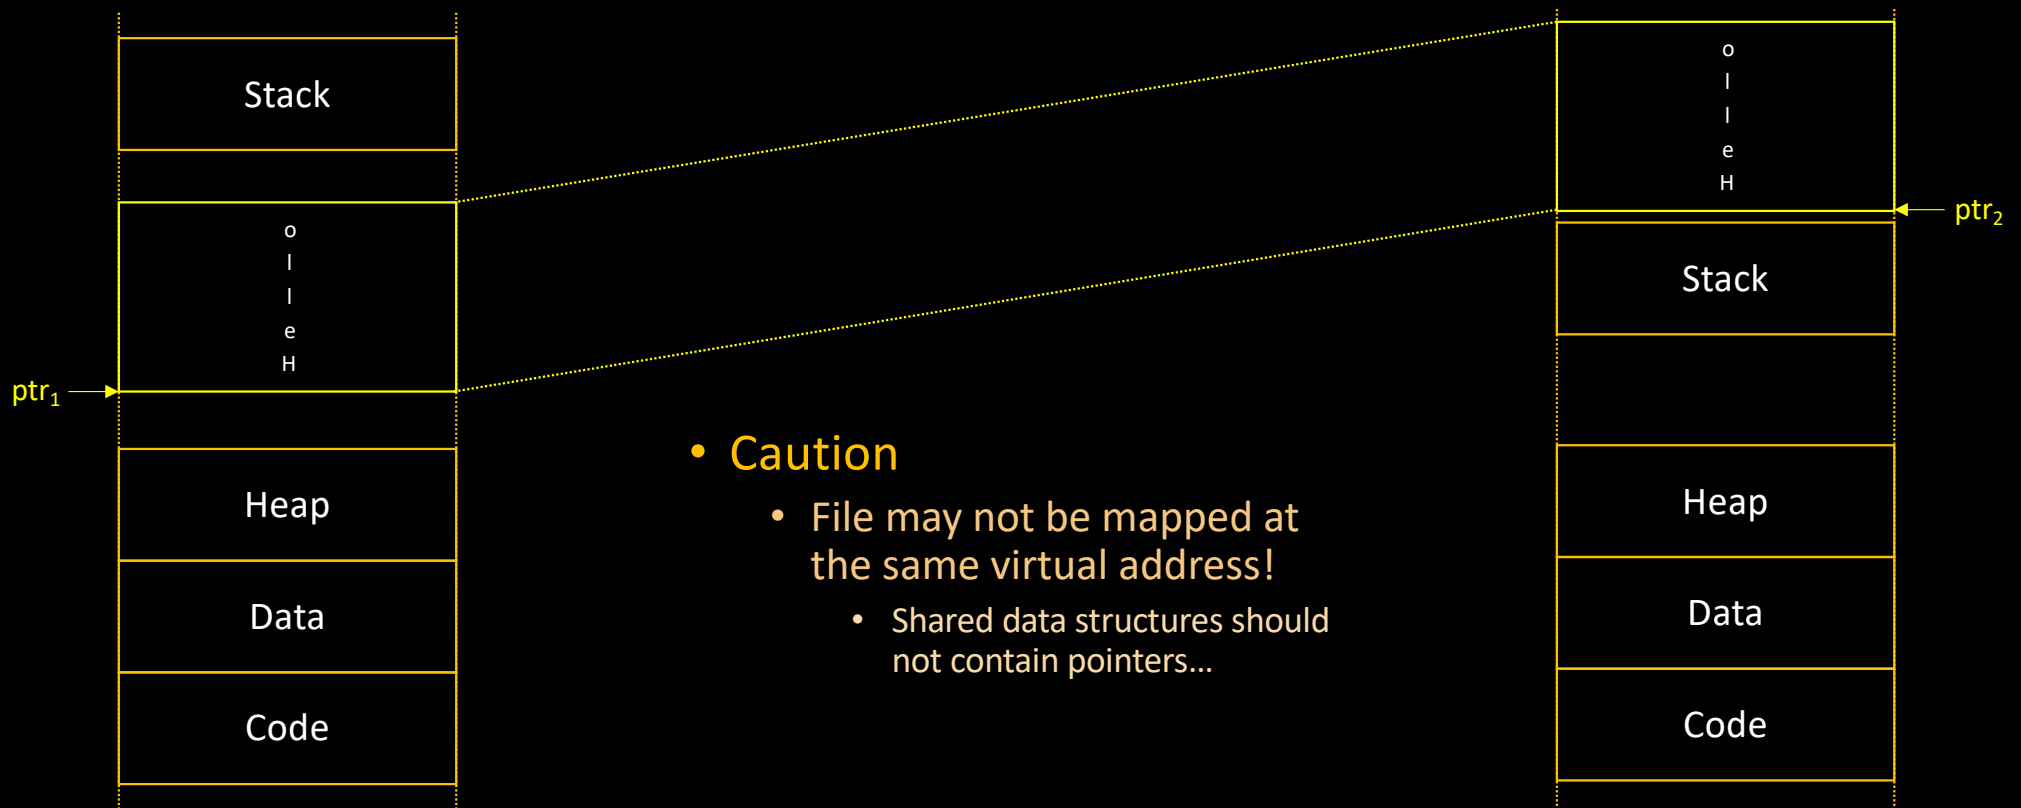 Stack
o
l
l
e
H
ptr₁
Heap
Data
Code
• Caution
• File may not be mapped at
the same virtual address!
• Shared data structures should
not contain pointers...
o
l
l
e
H
ptr₂
Stack
Heap
Data
Code